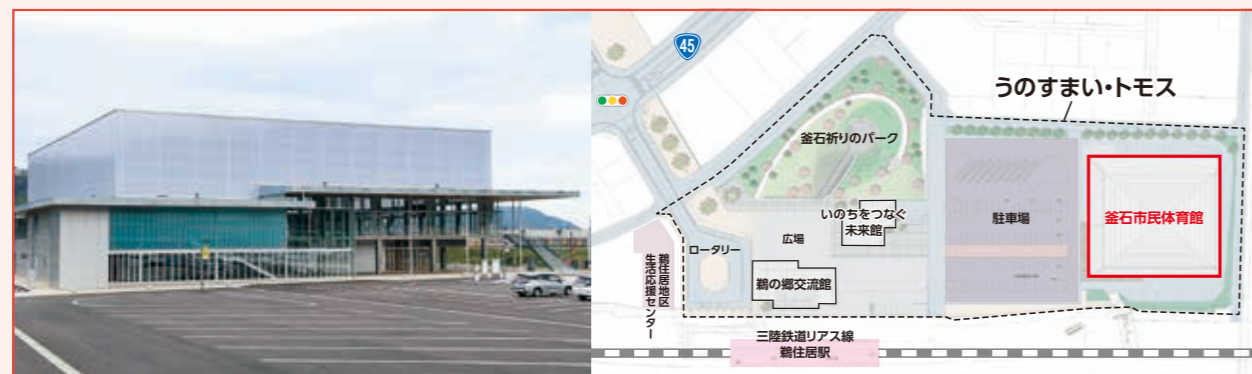 45
うのすまい・トモス
釜石祈りのパーク
いのちをつなぐ
未来館
駐車場
釜石市民体育館
ロータリー
広場
鵜の郷交流館
鵜住居地区
生活応援センター
三陸鉄道リアス線
鵜住居駅